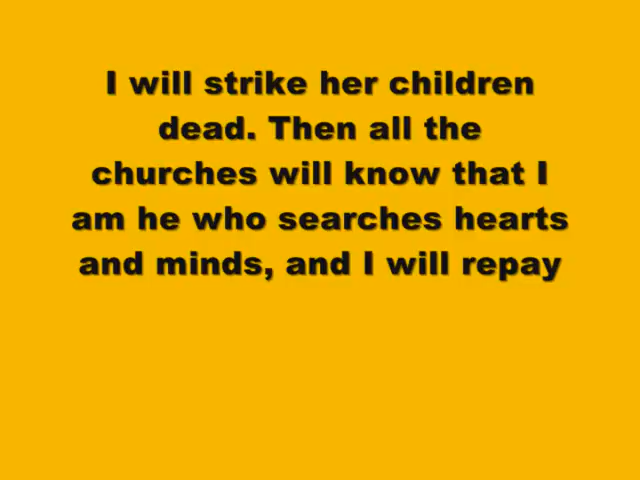 I will strike her children
dead. Then all the
churches will know that I
am he who searches hearts
and minds, and I will repay